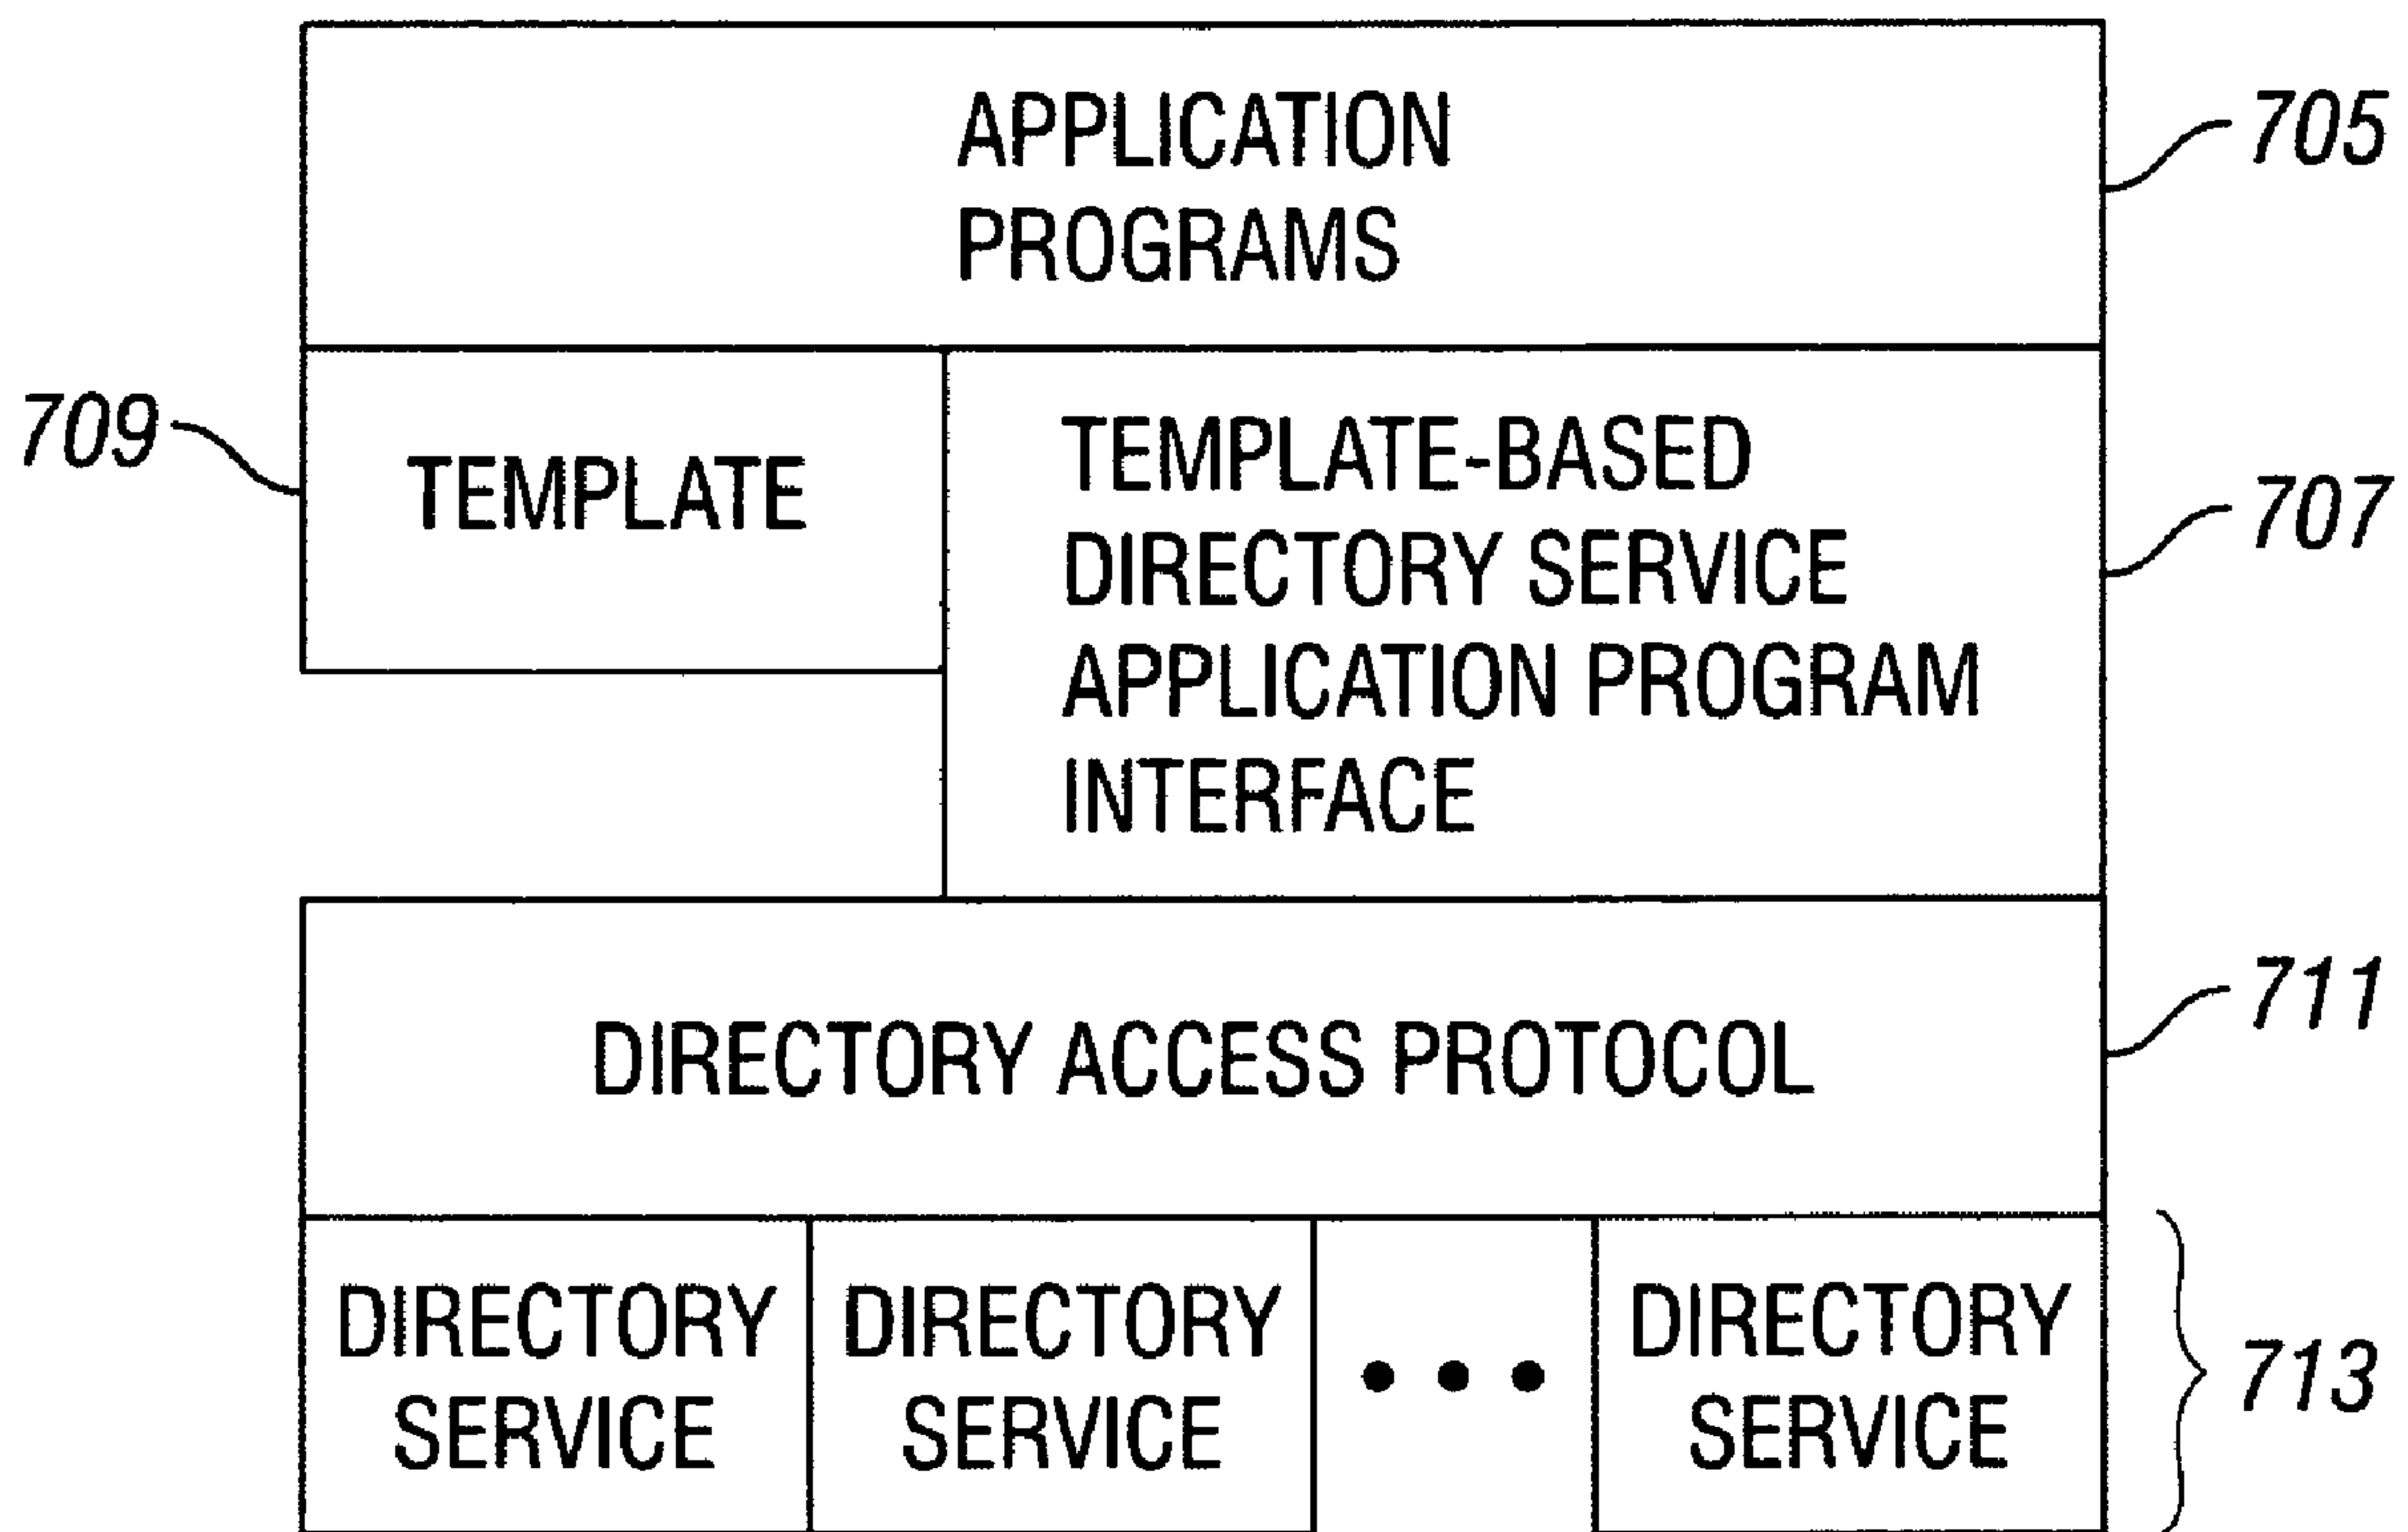 APPLICATION
PROGRAMS
705
709
TEMPLATE
TEMPLATE-BASED
DIRECTORY SERVICE
APPLICATION PROGRAM
INTERFACE
707
DIRECTORY ACCESS PROTOCOL
711
DIRECTORY
SERVICE
DIRECTORY
SERVICE
• • •
DIRECTORY
SERVICE
713